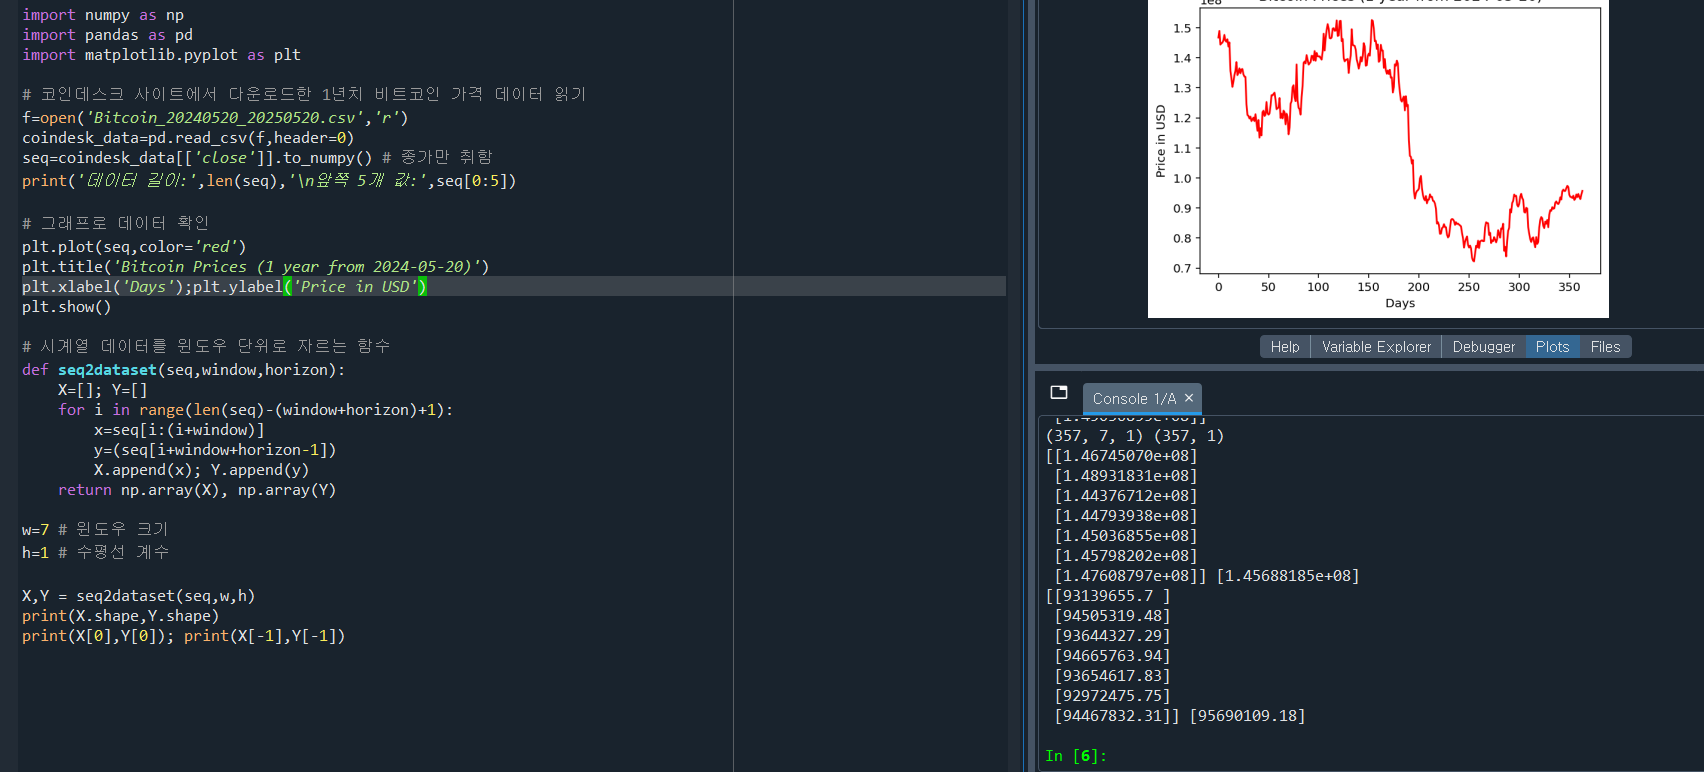 import numpy as np
import pandas as pd
import matplotlib.pyplot as plt
# 코인데스크 사이트에서 다운로드한 1년치 비트코인 가격 데이터 읽기
f=open('Bitcoin_20240520_20250520.csv','r')
coindesk_data=pd.read_csv(f,header=0)
seq=coindesk_data[['close']].to_numpy() # 종가만 취함
print('데이터 길이:',len(seq),'\n앞쪽 5개 값:',seq[0:5])
# 그래프로 데이터 확인
plt.plot(seq,color='red')
plt.title('Bitcoin Prices (1 year from 2024-05-20)')
plt.xlabel('Days');plt.ylabel('Price in USD')
plt.show()
# 시계열 데이터를 윈도우 단위로 자르는 함수
def seq2dataset(seq,window,horizon):
    X=[]; Y=[]
    for i in range(len(seq)-(window+horizon)+1):
        x=seq[i:(i+window)]
        y=(seq[i+window+horizon-1])
        X.append(x); Y.append(y)
    return np.array(X), np.array(Y)
w=7 # 윈도우 크기
h=1 # 수평선 계수
X,Y = seq2dataset(seq,w,h)
print(X.shape,Y.shape)
print(X[0],Y[0]); print(X[-1],Y[-1])
1e8
Bitcoin Prices (1 year from 2024-05-20)
1.5
1.4
1.3
1.2
1.1
1.0
0.9
0.8
0.7
Price in USD
0 50 100 150 200 250 300 350
Days
Help Variable Explorer Debugger Plots Files
Console 1/A ×
(357, 7, 1) (357, 1)
[[1.46745070e+08]
 [1.48931831e+08]
 [1.44376712e+08]
 [1.44793938e+08]
 [1.45036855e+08]
 [1.45798202e+08]
 [1.47608797e+08]] [1.45688185e+08]
[[93139655.7 ]
 [94505319.48]
 [93644327.29]
 [94665763.94]
 [93654617.83]
 [92972475.75]
 [94467832.31]] [95690109.18]
In [6]: